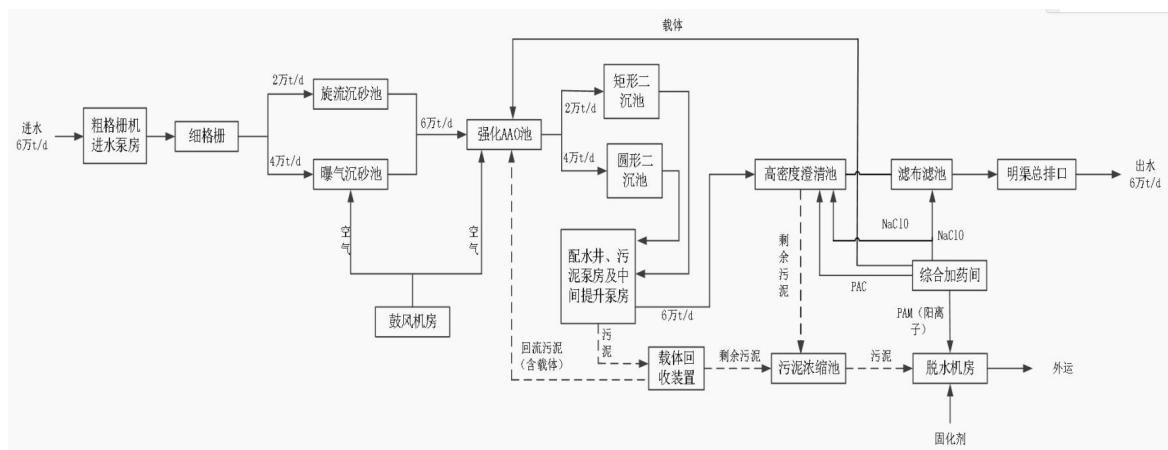 载体
2万t/d
旋流沉砂池
矩形二
沉池
进水
6万t/d
粗格栅机
进水泵房
细格栅
6万t/d
强化AAO池
2万t/d
4万t/d
曝气沉砂池
4万t/d
圆形二
沉池
高密度澄清池
滤布滤池
明渠总排口
出水
6万t/d
空气
空气
NaClO
NaClO
剩余污泥
配水井、污
泥泵房及中
间提升泵房
综合加药间
PAC
6万t/d
鼓风机房
PAM（阳离
子）
污泥
回流污泥
（含载体）
载体回
收装置
剩余污泥
污泥浓缩池
污泥
脱水机房
外运
固化剂